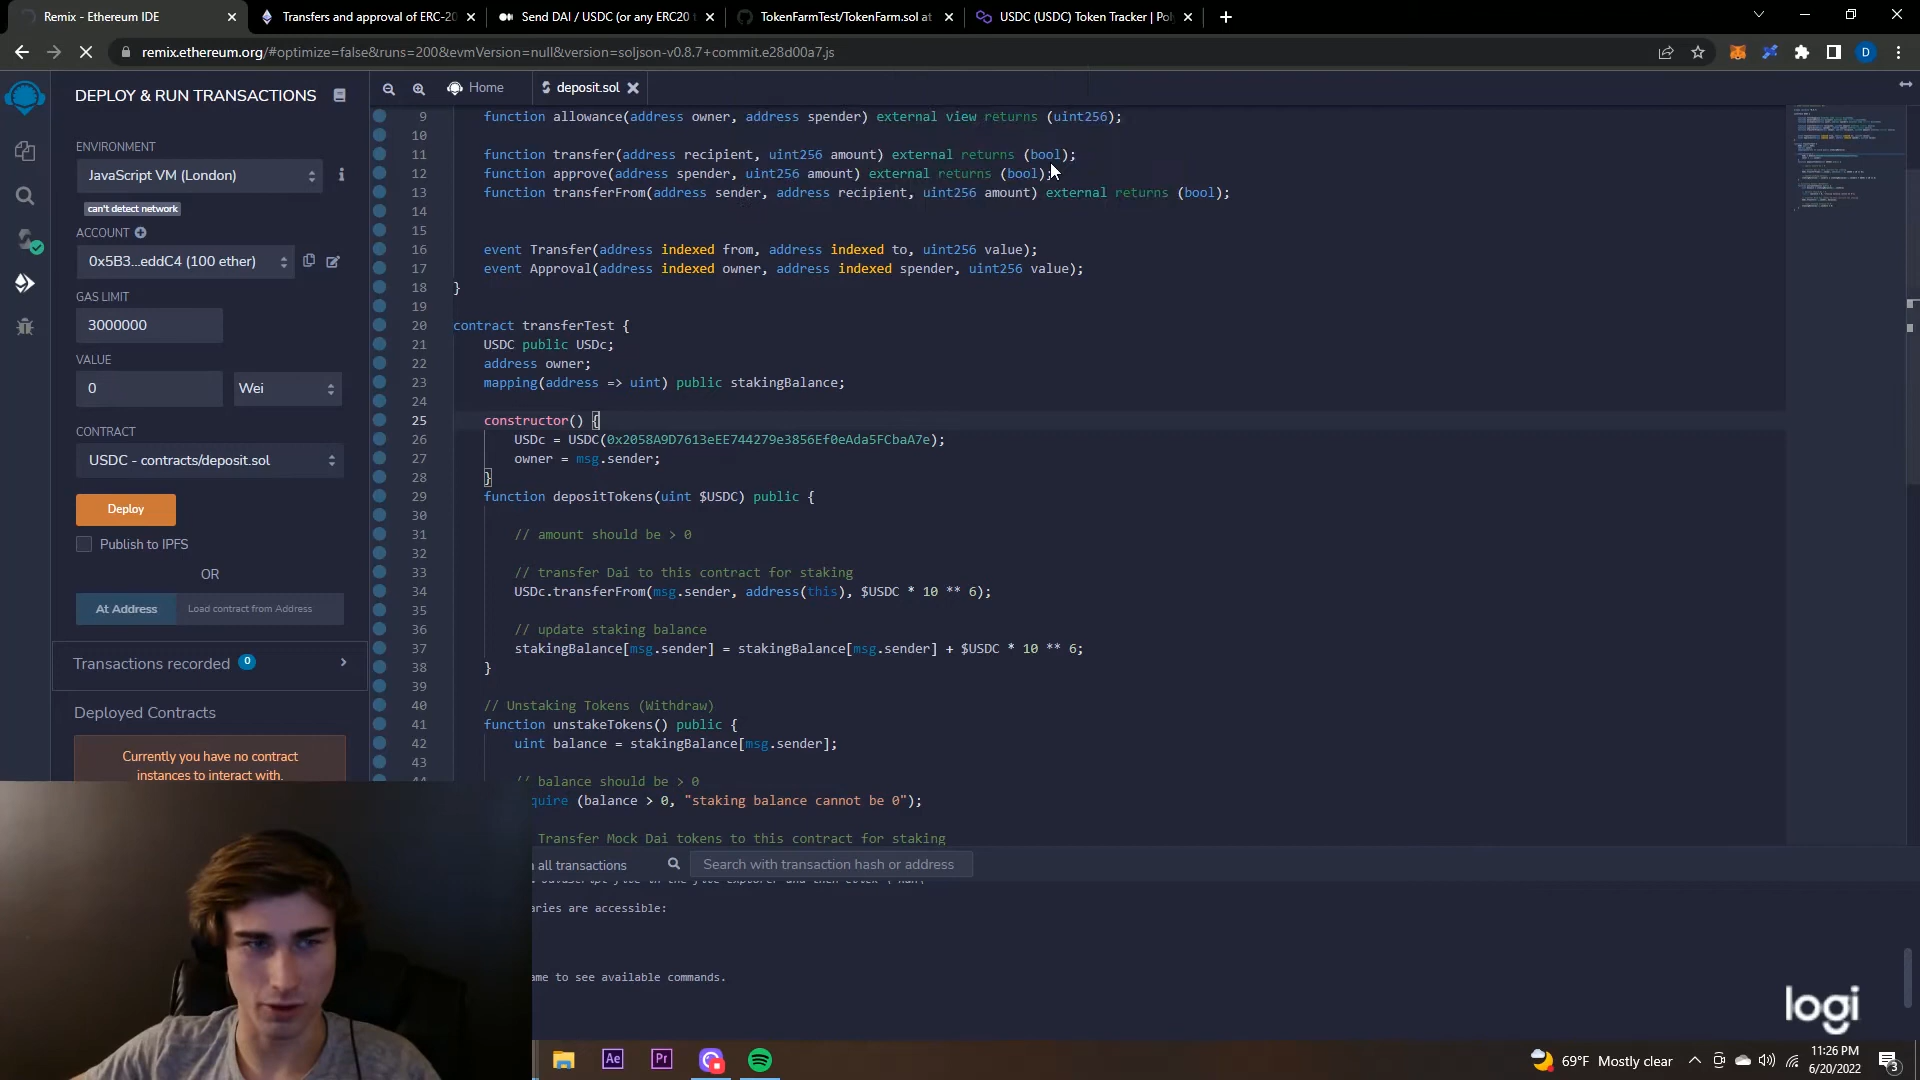 Remix - Ethereum IDE
Transfers and approval of ERC-20
Send DAI / USDC (or any ERC20
TokenFarmTest/TokenFarm.sol at
USDC (USDC) Token Tracker | Pol
remix.ethereum.org/#optimize=false&runs=200&evmVersion=null&version=soljson-v0.8.7+commit.e28d00a7.js
D
DEPLOY & RUN TRANSACTIONS
Home
deposit.sol
ENVIRONMENT
JavaScript VM (London)
can't detect network
ACCOUNT
0x5B3...eddC4 (100 ether)
GAS LIMIT
3000000
VALUE
0
Wei
CONTRACT
USDC - contracts/deposit.sol
Deploy
Publish to IPFS
OR
At Address
Load contract from Address
Transactions recorded 0
Deployed Contracts
Currently you have no contract
instances to interact with.
9 function allowance(address owner, address spender) external view returns (uint256);
10
11 function transfer(address recipient, uint256 amount) external returns (bool);
12 function approve(address spender, uint256 amount) external returns (bool);
13 function transferFrom(address sender, address recipient, uint256 amount) external returns (bool);
14
15
16 event Transfer(address indexed from, address indexed to, uint256 value);
17 event Approval(address indexed owner, address indexed spender, uint256 value);
18 }
19
20 contract transferTest {
21 USDC public USDc;
22 address owner;
23 mapping(address => uint) public stakingBalance;
24
25 constructor() {
26 USDc = USDC(0x2058A9D7613eEE744279e3856Ef0eAda5FCbaA7e);
27 owner = msg.sender;
28 }
29 function depositTokens(uint $USDC) public {
30
31 // amount should be > 0
32
33 // transfer Dai to this contract for staking
34 USDc.transferFrom(msg.sender, address(this), $USDC * 10 ** 6);
35
36 // update staking balance
37 stakingBalance[msg.sender] = stakingBalance[msg.sender] + $USDC * 10 ** 6;
38 }
39
40 // Unstaking Tokens (Withdraw)
41 function unstakeTokens() public {
42 uint balance = stakingBalance[msg.sender];
43
// balance should be > 0
quire (balance > 0, "staking balance cannot be 0");
Transfer Mock Dai tokens to this contract for staking
all transactions
Search with transaction hash or address
aries are accessible:
ame to see available commands.
logi
Ae
Pr
69°F Mostly clear
11:26 PM
6/20/2022
3